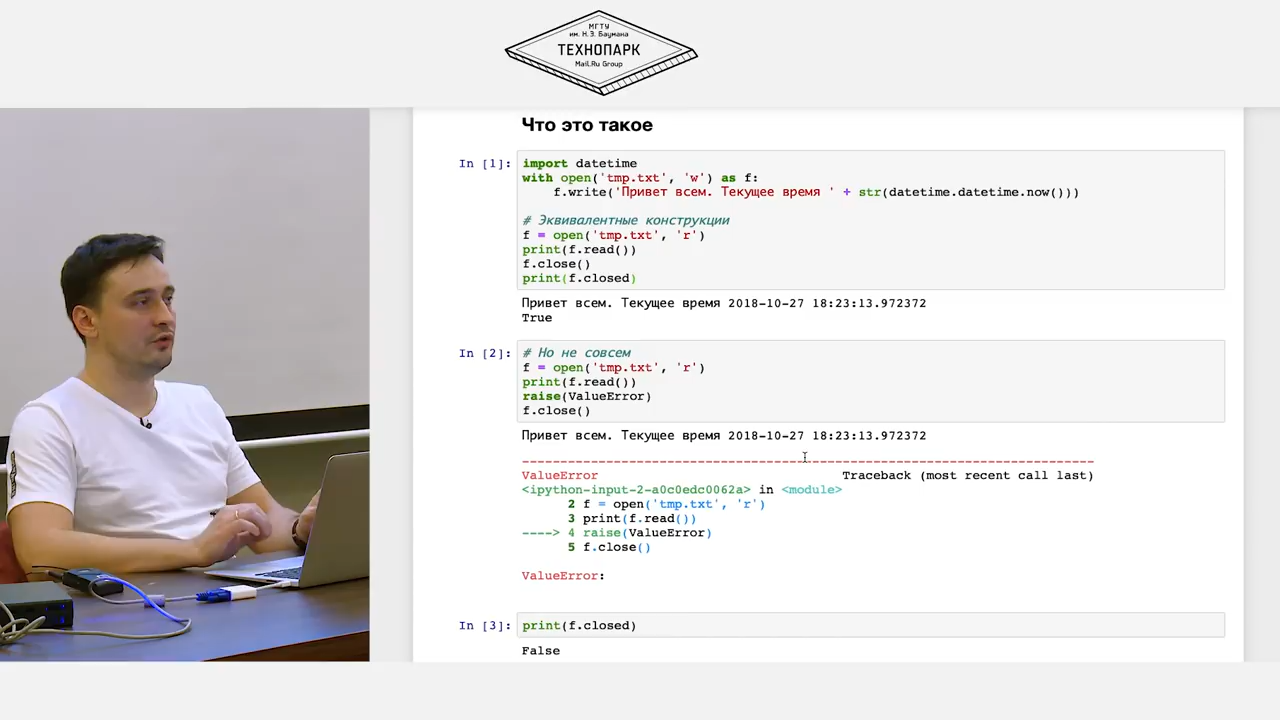 МГТУ
им. Н.Э. Баумана
ТЕХНОПАРК
Mail.Ru Group
Что это такое
In [1]:
import datetime
with open('tmp.txt', 'w') as f:
    f.write('Привет всем. Текущее время ' + str(datetime.datetime.now()))
# Эквивалентные конструкции
f = open('tmp.txt', 'r')
print(f.read())
f.close()
print(f.closed)
Привет всем. Текущее время 2018-10-27 18:23:13.972372
True
In [2]:
# Но не совсем
f = open('tmp.txt', 'r')
print(f.read())
raise(ValueError)
f.close()
Привет всем. Текущее время 2018-10-27 18:23:13.972372
---------------------------------------------------------------------------
ValueError                                Traceback (most recent call last)
<ipython-input-2-a0c0edc0062a> in <module>
      2 f = open('tmp.txt', 'r')
      3 print(f.read())
----> 4 raise(ValueError)
      5 f.close()
ValueError:
In [3]:
print(f.closed)
False